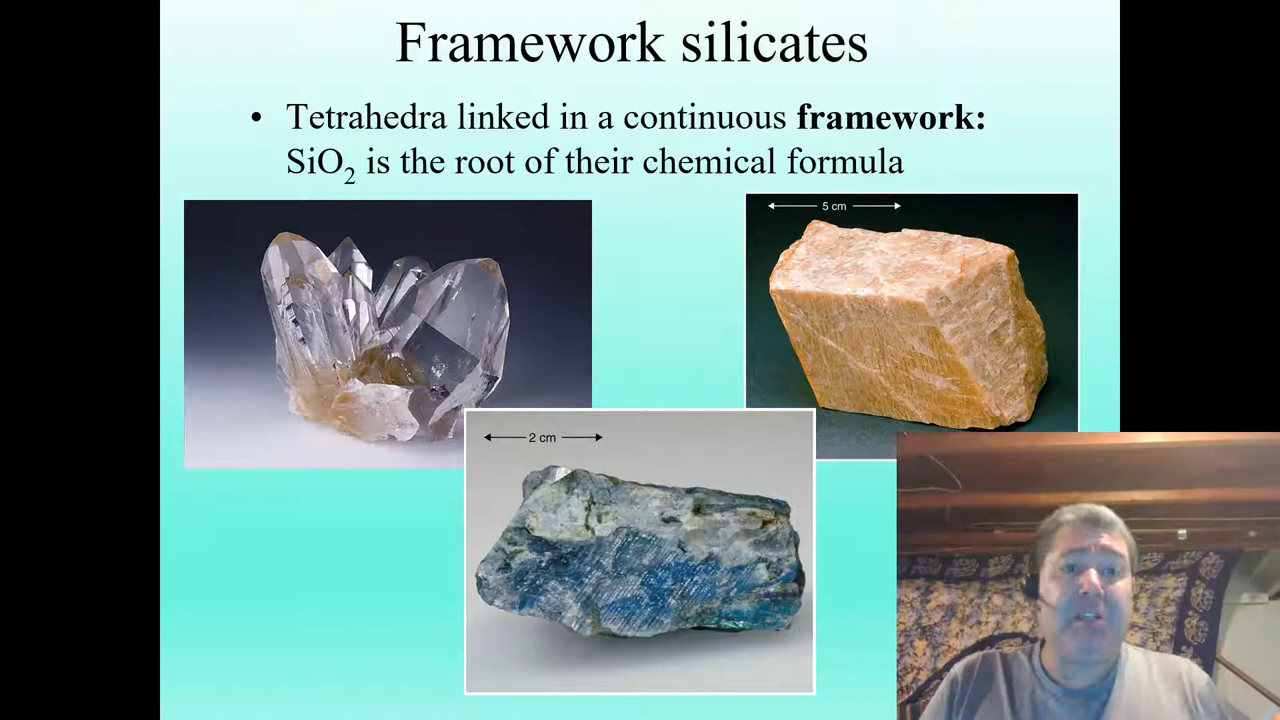 Framework silicates
• Tetrahedra linked in a continuous framework:
SiO₂ is the root of their chemical formula
5 cm
2 cm